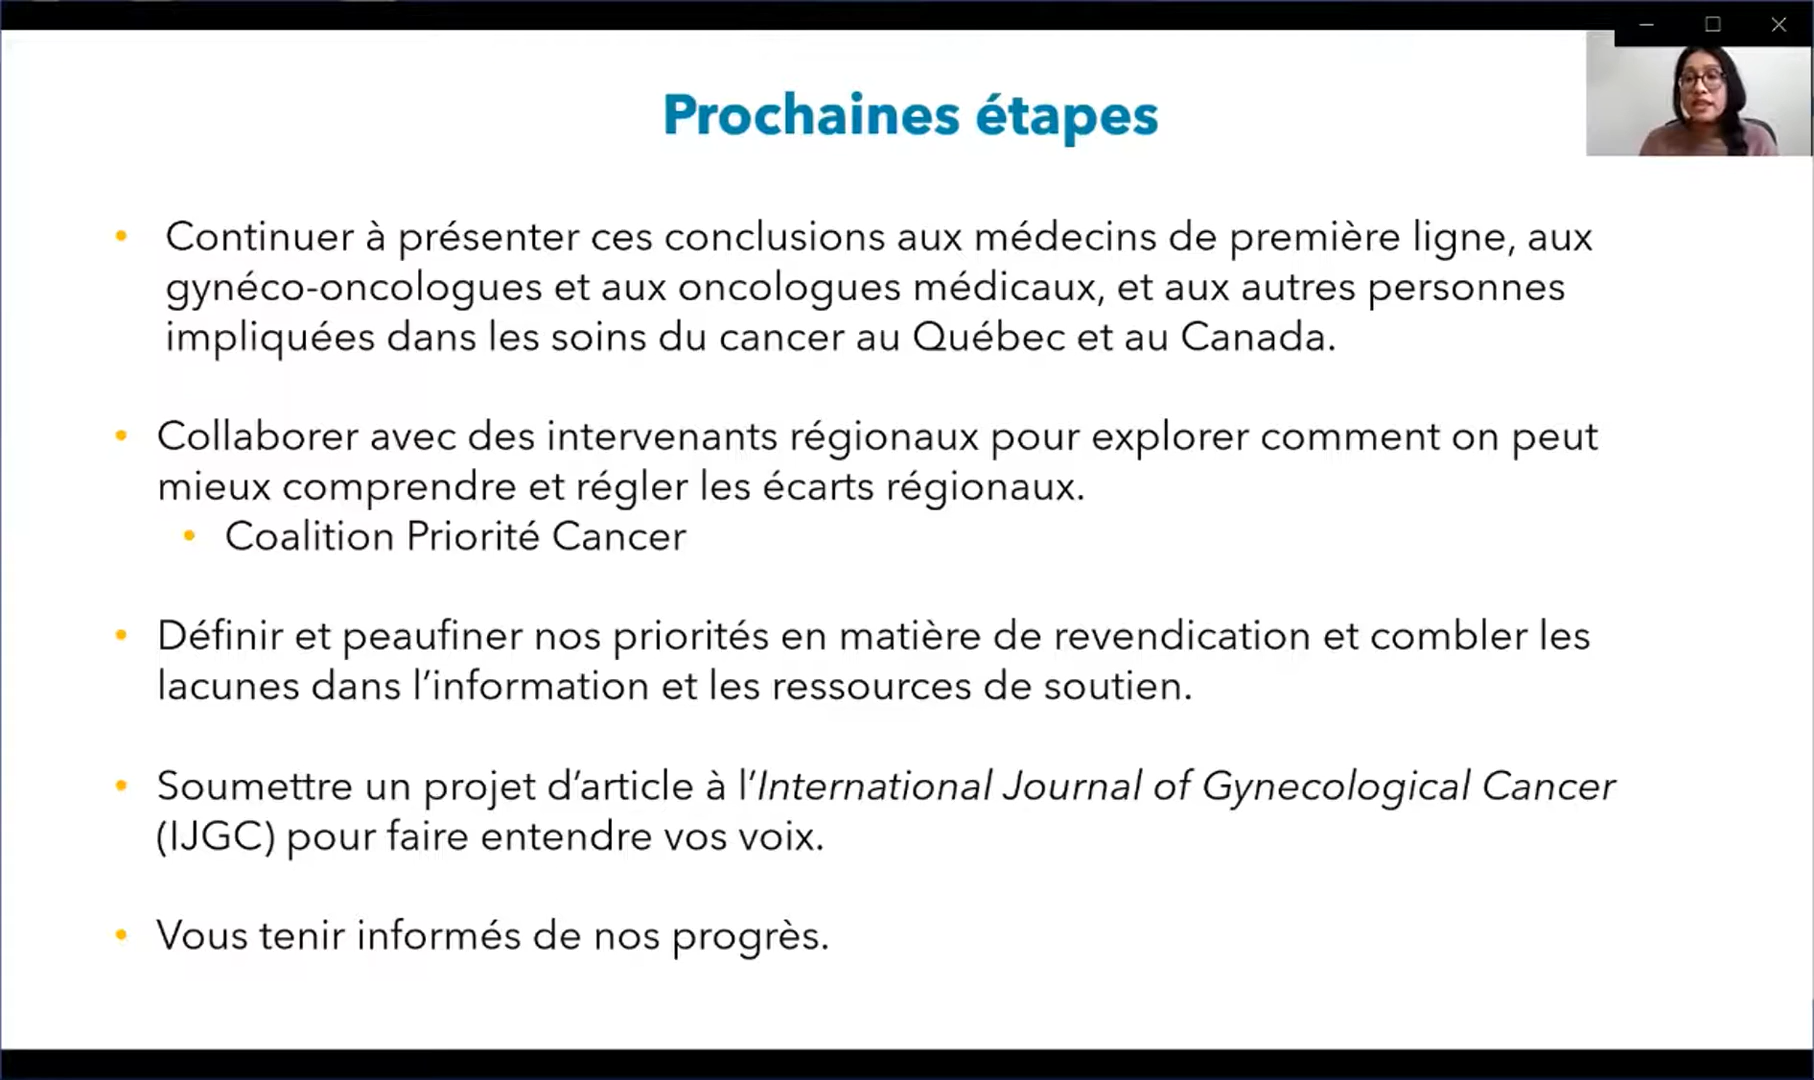 Prochaines étapes
• Continuer à présenter ces conclusions aux médecins de première ligne, aux
gynéco-oncologues et aux oncologues médicaux, et aux autres personnes
impliquées dans les soins du cancer au Québec et au Canada.
• Collaborer avec des intervenants régionaux pour explorer comment on peut
mieux comprendre et régler les écarts régionaux.
• Coalition Priorité Cancer
• Définir et peaufiner nos priorités en matière de revendication et combler les
lacunes dans l’information et les ressources de soutien.
• Soumettre un projet d’article à l’International Journal of Gynecological Cancer
(IJGC) pour faire entendre vos voix.
• Vous tenir informés de nos progrès.